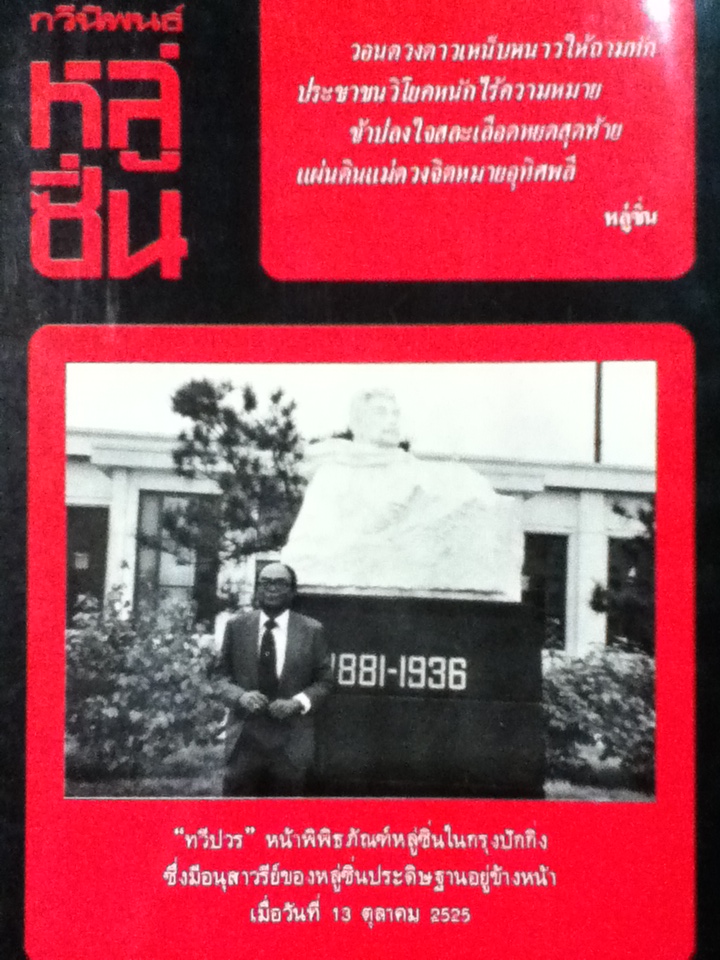 กวีนิพนธ์
หลู่
ซิ่น
วอนดวงดาวเหน็บหนาวให้ถามทัก
ประชาชนวิโยคหนักไร้ความหมาย
ข้าปลงใจสละเลือดหยดสุดท้าย
แผ่นดินแม่ดวงจิตหมายอุทิศพลี
หลู่ซิ่น
1881-1936
“ทวีปวร” หน้าพิพิธภัณฑ์หลู่ซิ่นในกรุงปักกิ่ง
ซึ่งมีอนุสาวรีย์ของหลู่ซิ่นประดิษฐานอยู่ข้างหน้า
เมื่อวันที่ 13 ตุลาคม 2525